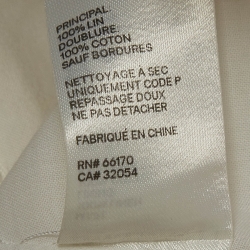 PRINCIPAL
100% LIN
DOUBLURE:
100% COTON
SAUF BORDURES
NETTOYAGE À SEC
UNIQUEMENT CODE P
REPASSAGE DOUX
NE PAS DÉTACHER
FABRIQUÉ EN CHINE
RN# 66170
CA# 32054